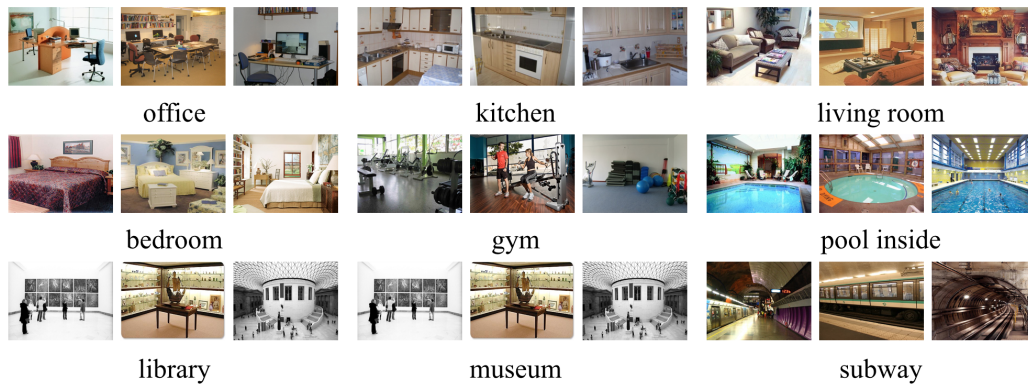 office
kitchen
living room
bedroom
gym
pool inside
library
museum
subway